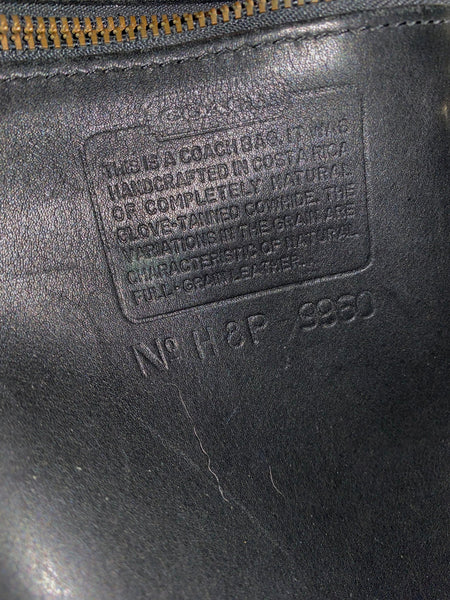 COACH
THIS IS A COACH BAG. IT WAS
HANDCRAFTED IN COSTA RICA
OF COMPLETELY NATURAL
GLOVE-TANNED COWHIDE. THE
VARIATIONS IN THE GRAIN ARE
CHARACTERISTIC OF NATURAL
FULL-GRAIN LEATHER.
Nº H8P-9960